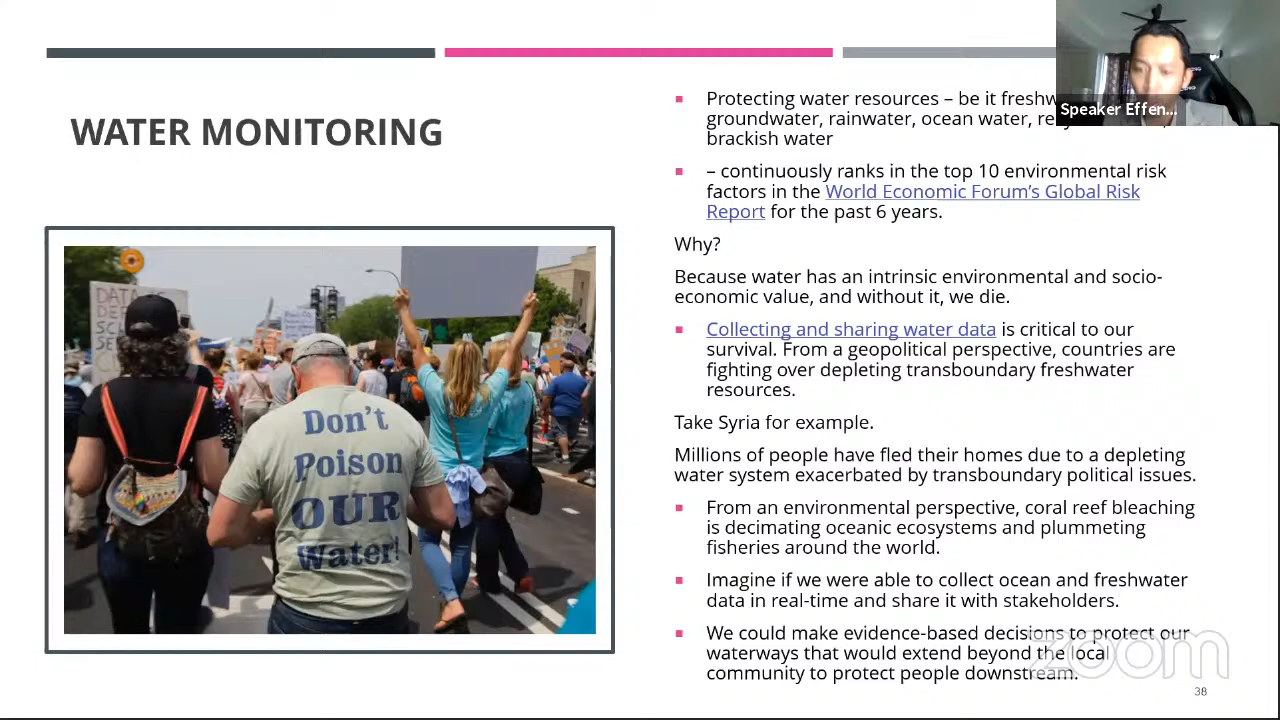 WATER MONITORING
Protecting water resources – be it freshw
groundwater, rainwater, ocean water,
brackish water
– continuously ranks in the top 10 environmental risk
factors in the World Economic Forum's Global Risk
Report for the past 6 years.
Why?
Because water has an intrinsic environmental and socio-
economic value, and without it, we die.
Collecting and sharing water data is critical to our
survival. From a geopolitical perspective, countries are
fighting over depleting transboundary freshwater
resources.
Take Syria for example.
Millions of people have fled their homes due to a depleting
water system exacerbated by transboundary political issues.
From an environmental perspective, coral reef bleaching
is decimating oceanic ecosystems and plummeting
fisheries around the world.
Imagine if we were able to collect ocean and freshwater
data in real-time and share it with stakeholders.
We could make evidence-based decisions to protect our
waterways that would extend beyond the local
community to protect people downstream.
38
Speaker Effen...
zoom
Don't
Poison
OUR
Water!